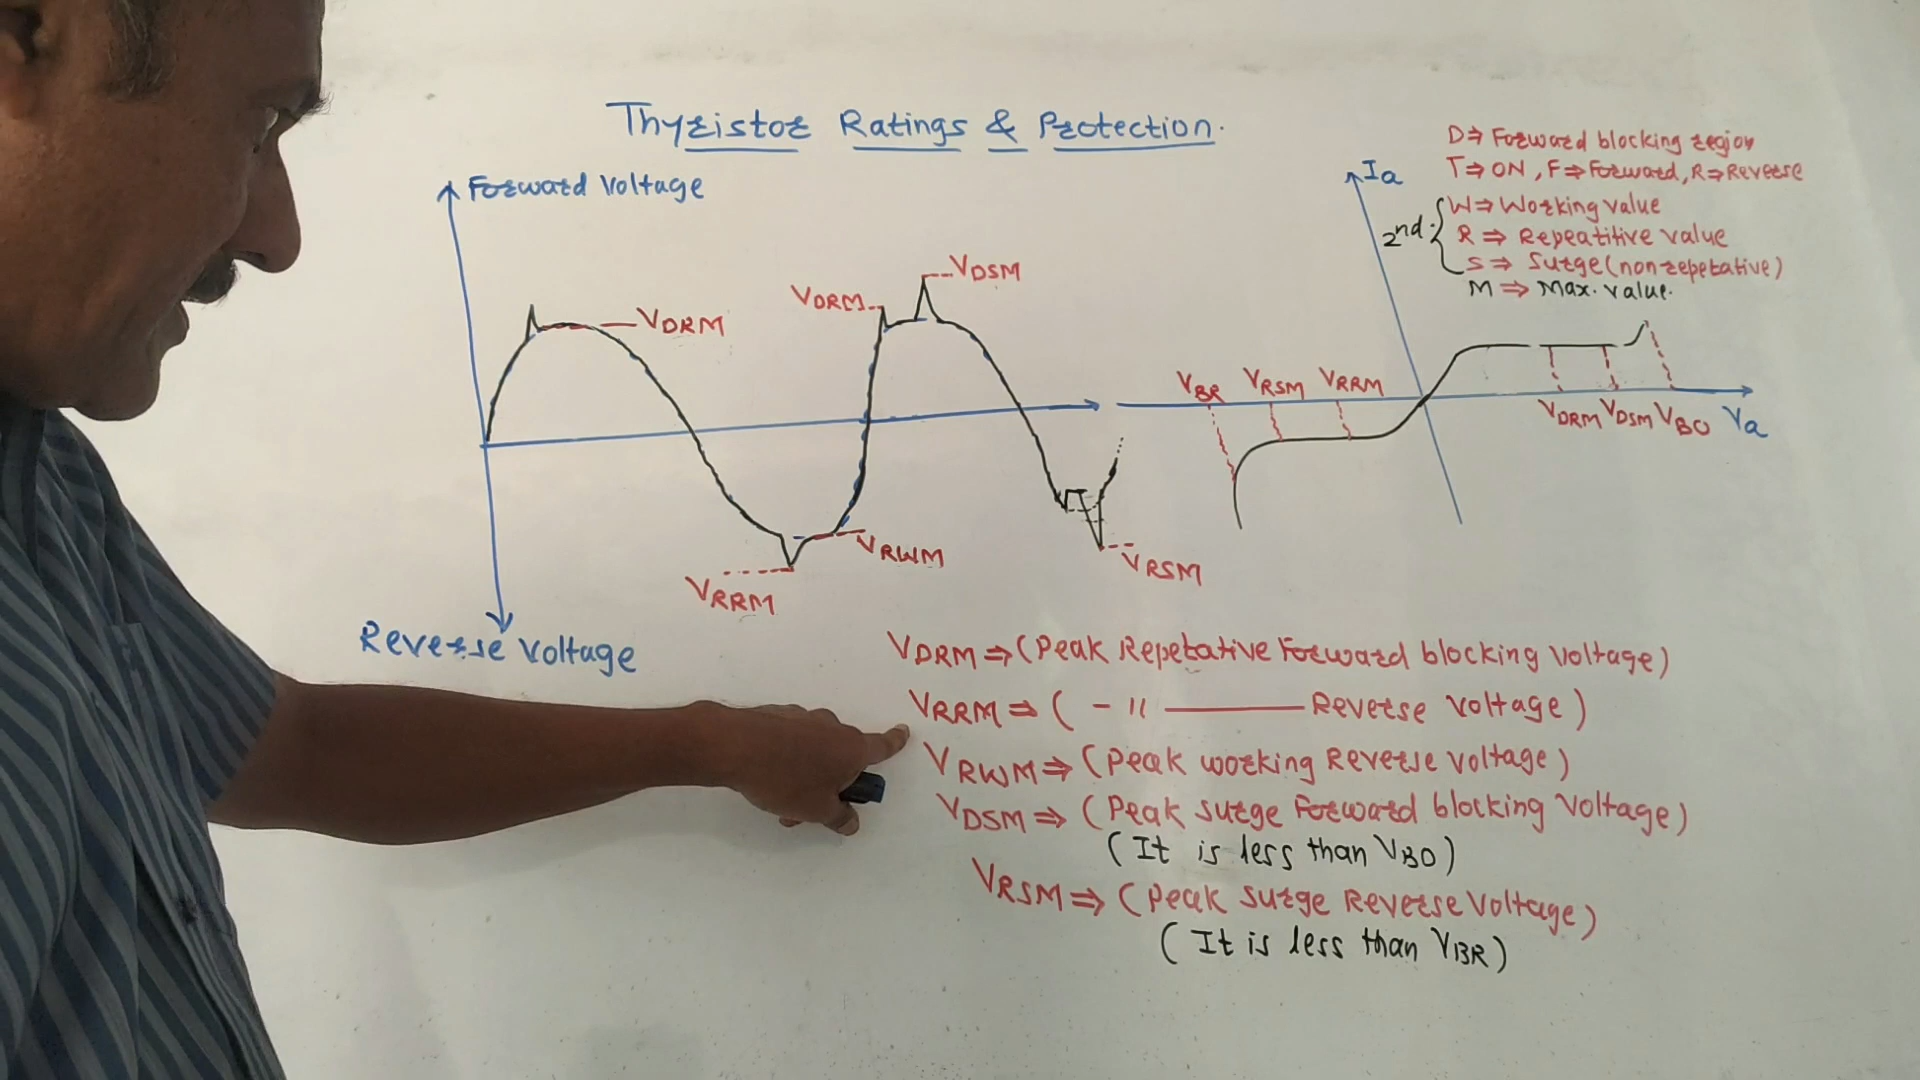 Thyristor Ratings & Protection.
Forward Voltage
VDRM
VDRM
VDSM
VRRM
VRWM
VRSM
Reverse Voltage
D⇒ Forward blocking region
T⇒ ON, F⇒Forward, R⇒Reverse
2nd. { W⇒ Working value
R ⇒ Repeatitive value
S⇒ Surge(non-repetative)
M ⇒ Max. value.
Ia
VBR VRSM VRRM
VDRM VDSM VBO Va
VDRM ⇒ (Peak Repetative Forward blocking Voltage)
VRRM ⇒ ( - " ——— Reverse Voltage )
VRWM ⇒ (Peak working Reverse Voltage)
VDSM ⇒ (Peak surge Forward blocking Voltage)
(It is less than VBO)
VRSM ⇒ (Peak surge Reverse Voltage)
( It is less than VBR)